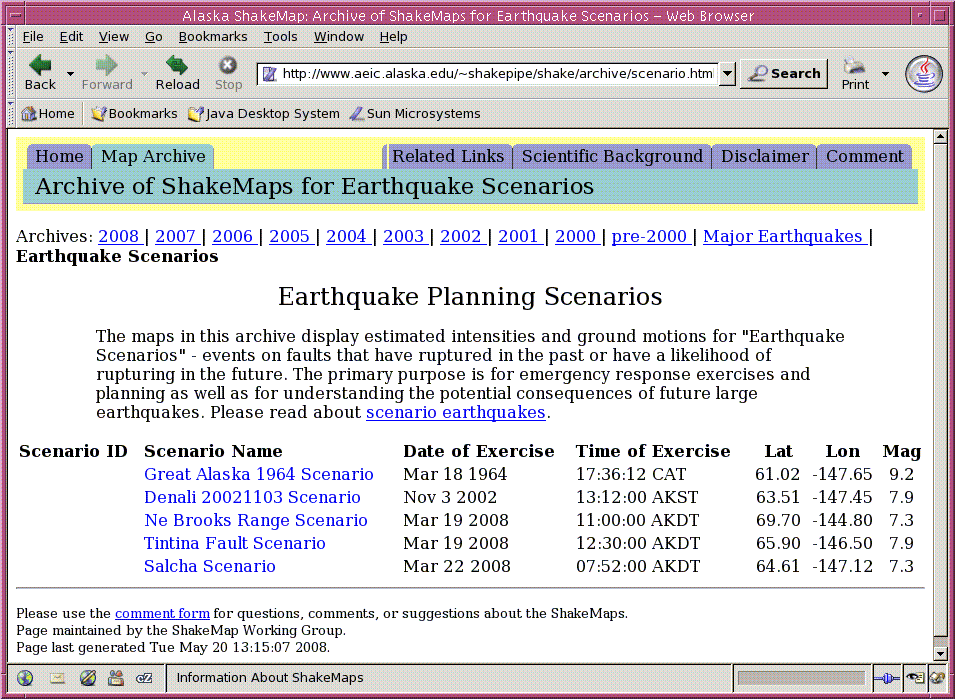 Alaska ShakeMap: Archive of ShakeMaps for Earthquake Scenarios – Web Browser
File Edit View Go Bookmarks Tools Window Help
Back Forward Reload Stop http://www.aeic.alaska.edu/~shakepipe/shake/archive/scenario.html Search Print
Home Bookmarks Java Desktop System Sun Microsystems
Home Map Archive Related Links Scientific Background Disclaimer Comment
Archive of ShakeMaps for Earthquake Scenarios
Archives: 2008 | 2007 | 2006 | 2005 | 2004 | 2003 | 2002 | 2001 | 2000 | pre-2000 | Major Earthquakes |
Earthquake Scenarios
Earthquake Planning Scenarios
The maps in this archive display estimated intensities and ground motions for "Earthquake
Scenarios" - events on faults that have ruptured in the past or have a likelihood of
rupturing in the future. The primary purpose is for emergency response exercises and
planning as well as for understanding the potential consequences of future large
earthquakes. Please read about scenario earthquakes.
Scenario ID Scenario Name Date of Exercise Time of Exercise Lat Lon Mag
Great Alaska 1964 Scenario Mar 18 1964 17:36:12 CAT 61.02 -147.65 9.2
Denali 20021103 Scenario Nov 3 2002 13:12:00 AKST 63.51 -147.45 7.9
Ne Brooks Range Scenario Mar 19 2008 11:00:00 AKDT 69.70 -144.80 7.3
Tintina Fault Scenario Mar 19 2008 12:30:00 AKDT 65.90 -146.50 7.9
Salcha Scenario Mar 22 2008 07:52:00 AKDT 64.61 -147.12 7.3
Please use the comment form for questions, comments, or suggestions about the ShakeMaps.
Page maintained by the ShakeMap Working Group.
Page last generated Tue May 20 13:15:07 2008.
Information About ShakeMaps